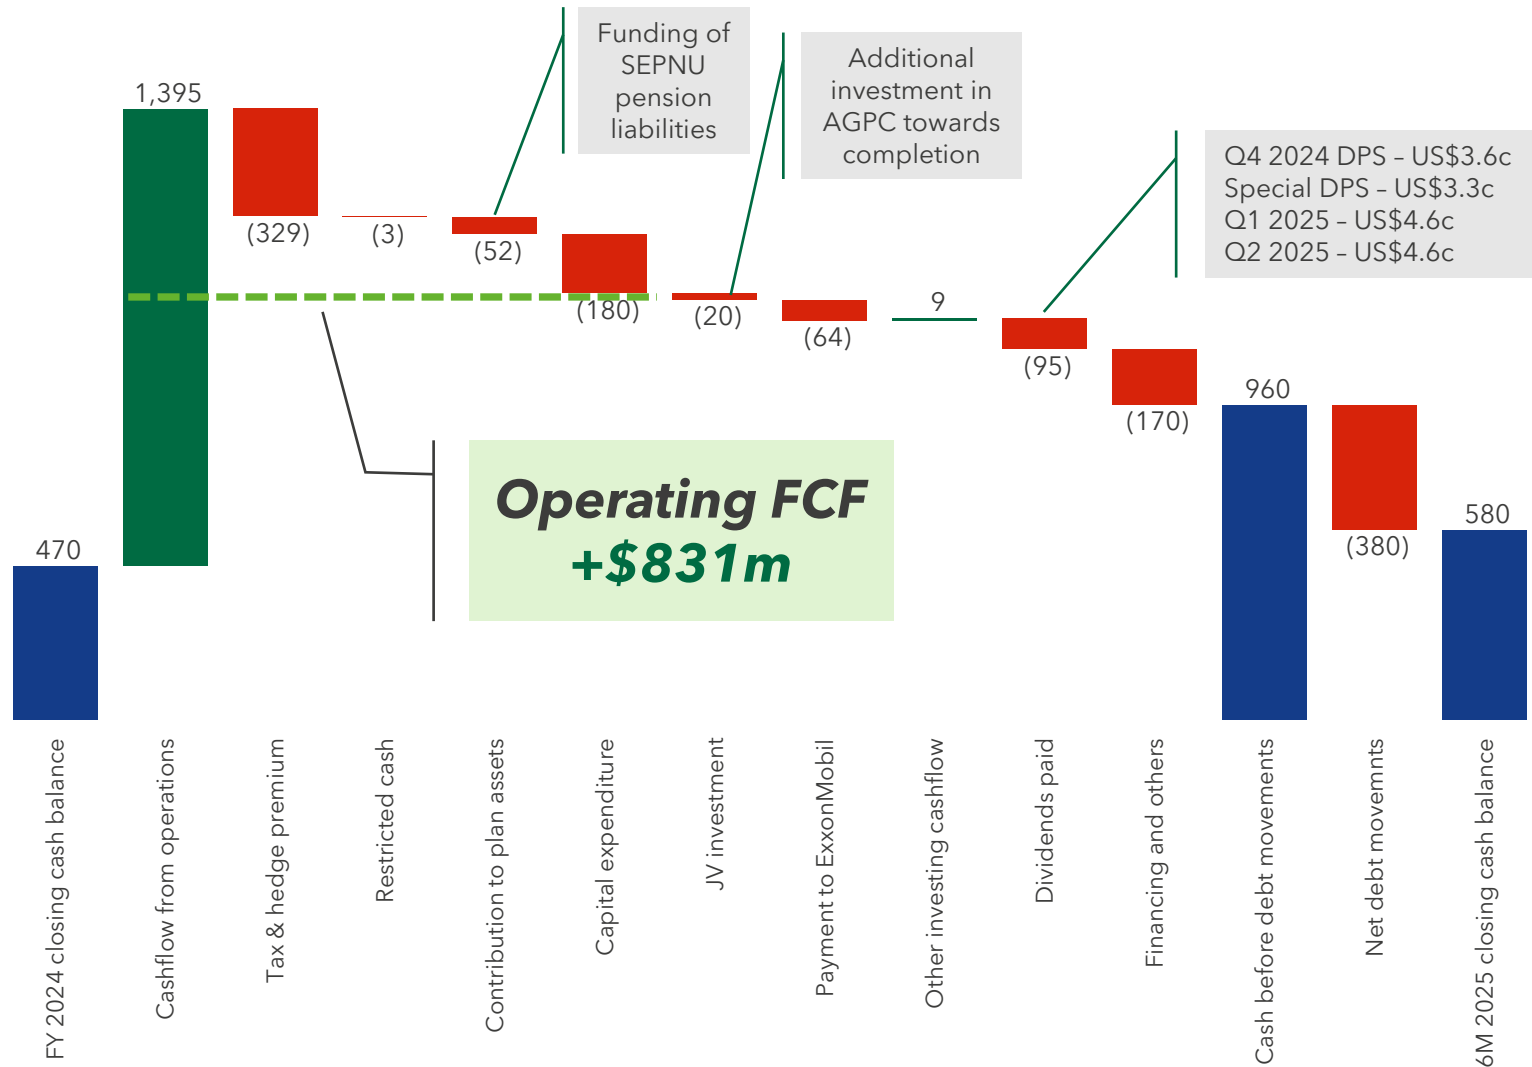 Funding of
SEPNU
pension
liabilities
Additional
investment in
AGPC towards
completion
Q4 2024 DPS – US$3.6c
Special DPS – US$3.3c
Q1 2025 – US$4.6c
Q2 2025 – US$4.6c
1,395
(329)
(3)
(52)
(180)
(20)
(64)
9
(95)
(170)
960
(380)
580
470
Operating FCF
+$831m
FY 2024 closing cash balance
Cashflow from operations
Tax & hedge premium
Restricted cash
Contribution to plan assets
Capital expenditure
JV investment
Payment to ExxonMobil
Other investing cashflow
Dividends paid
Financing and others
Cash before debt movements
Net debt movemnts
6M 2025 closing cash balance